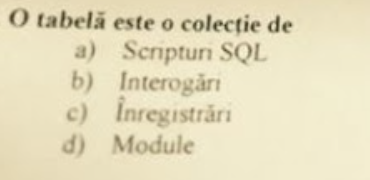 O tabelă este o colecție de
a) Scripturi SQL
b) Interogări
c) Înregistrări
d) Module